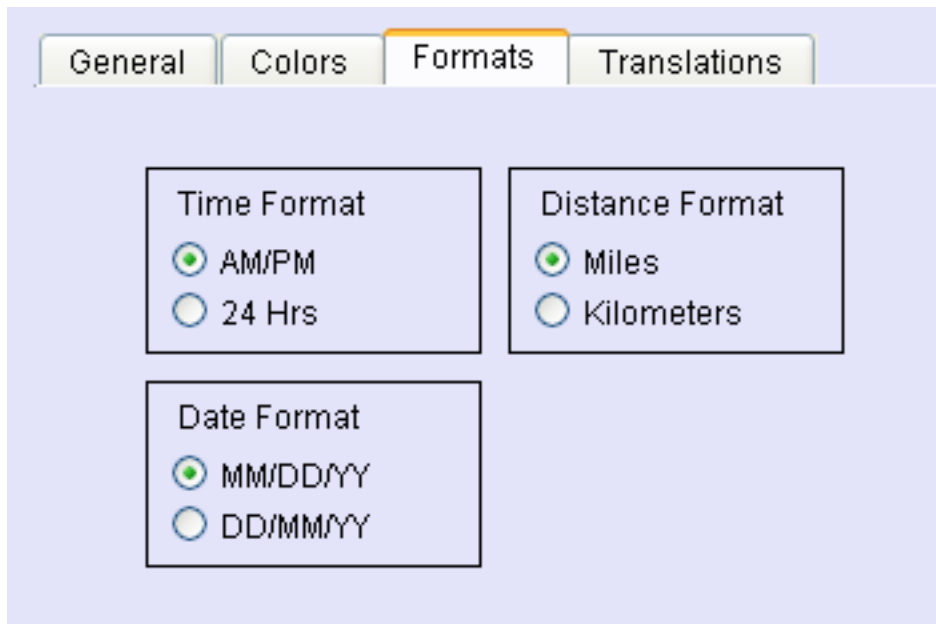 General Colors Formats Translations
Time Format
AM/PM
24 Hrs
Distance Format
Miles
Kilometers
Date Format
MM/DD/YY
DD/MM/YY